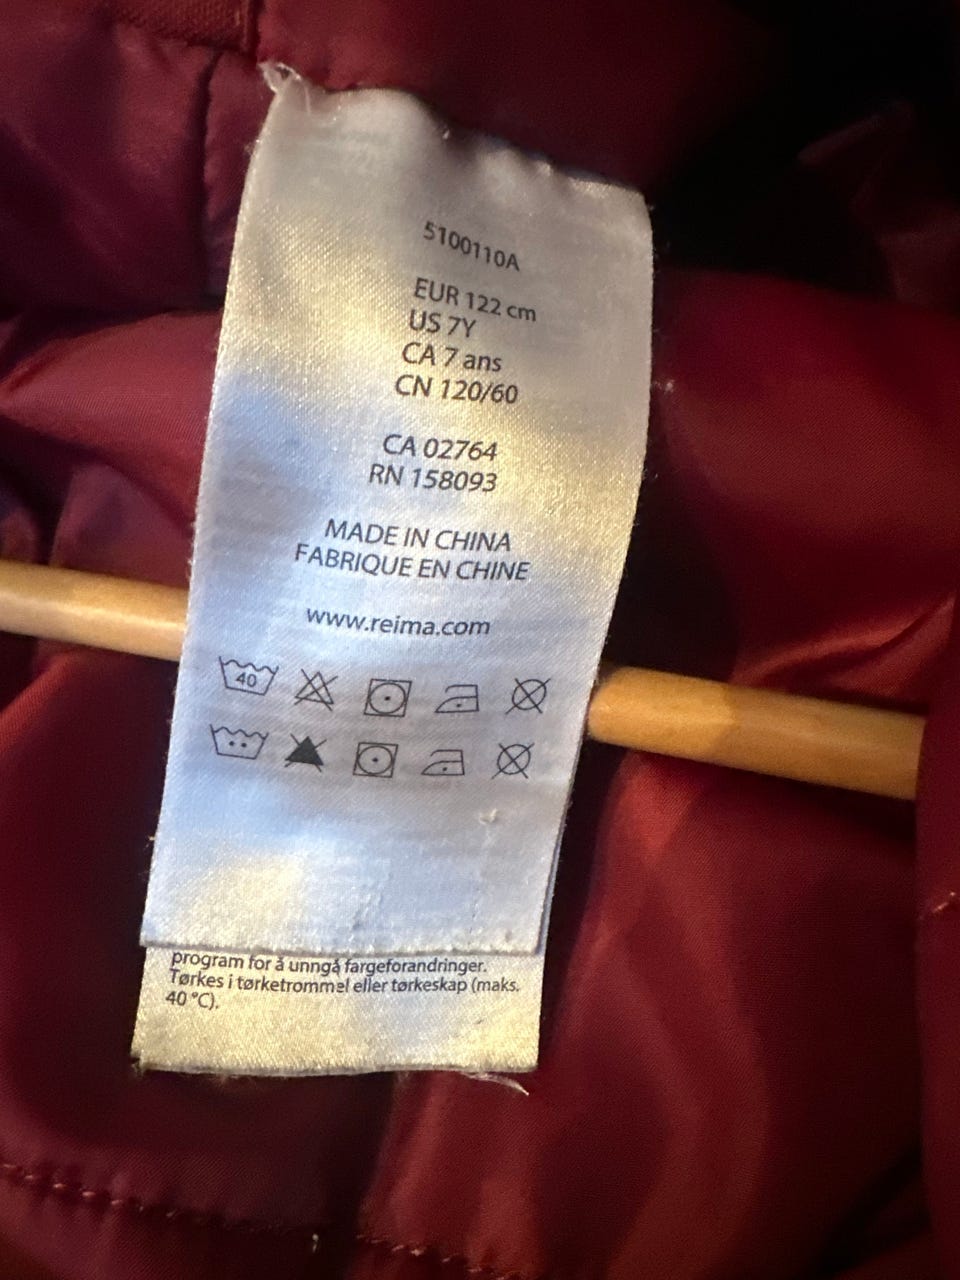 5100110A
EUR 122 cm
US 7Y
CA 7 ans
CN 120/60
CA 02764
RN 158093
MADE IN CHINA
FABRIQUE EN CHINE
www.reima.com
40
program for å unngå fargeforandringer.
Tørkes i tørketrommel eller tørkeskap (maks.
40 °C).